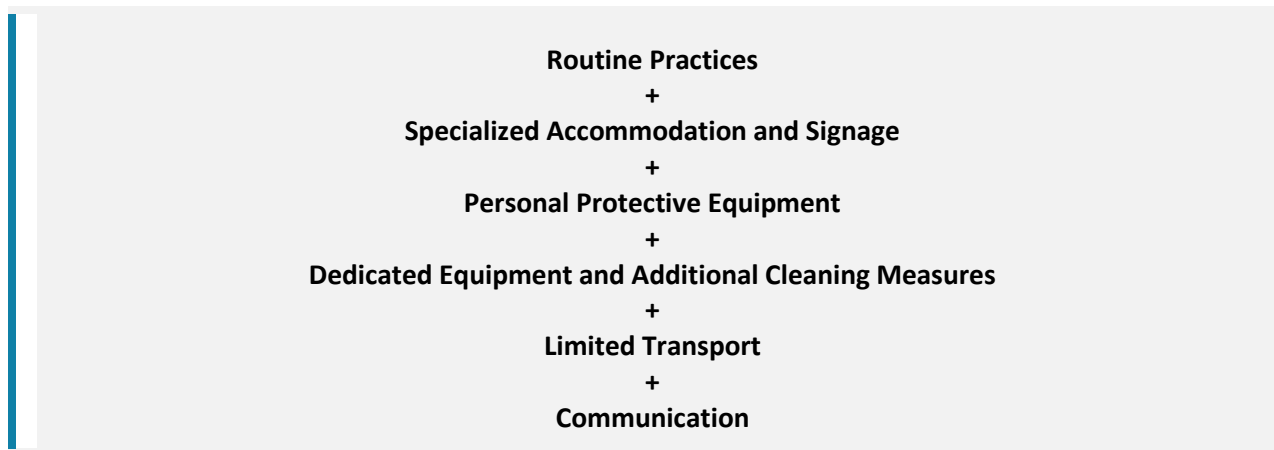 Routine Practices
+
Specialized Accommodation and Signage
+
Personal Protective Equipment
+
Dedicated Equipment and Additional Cleaning Measures
+
Limited Transport
+
Communication